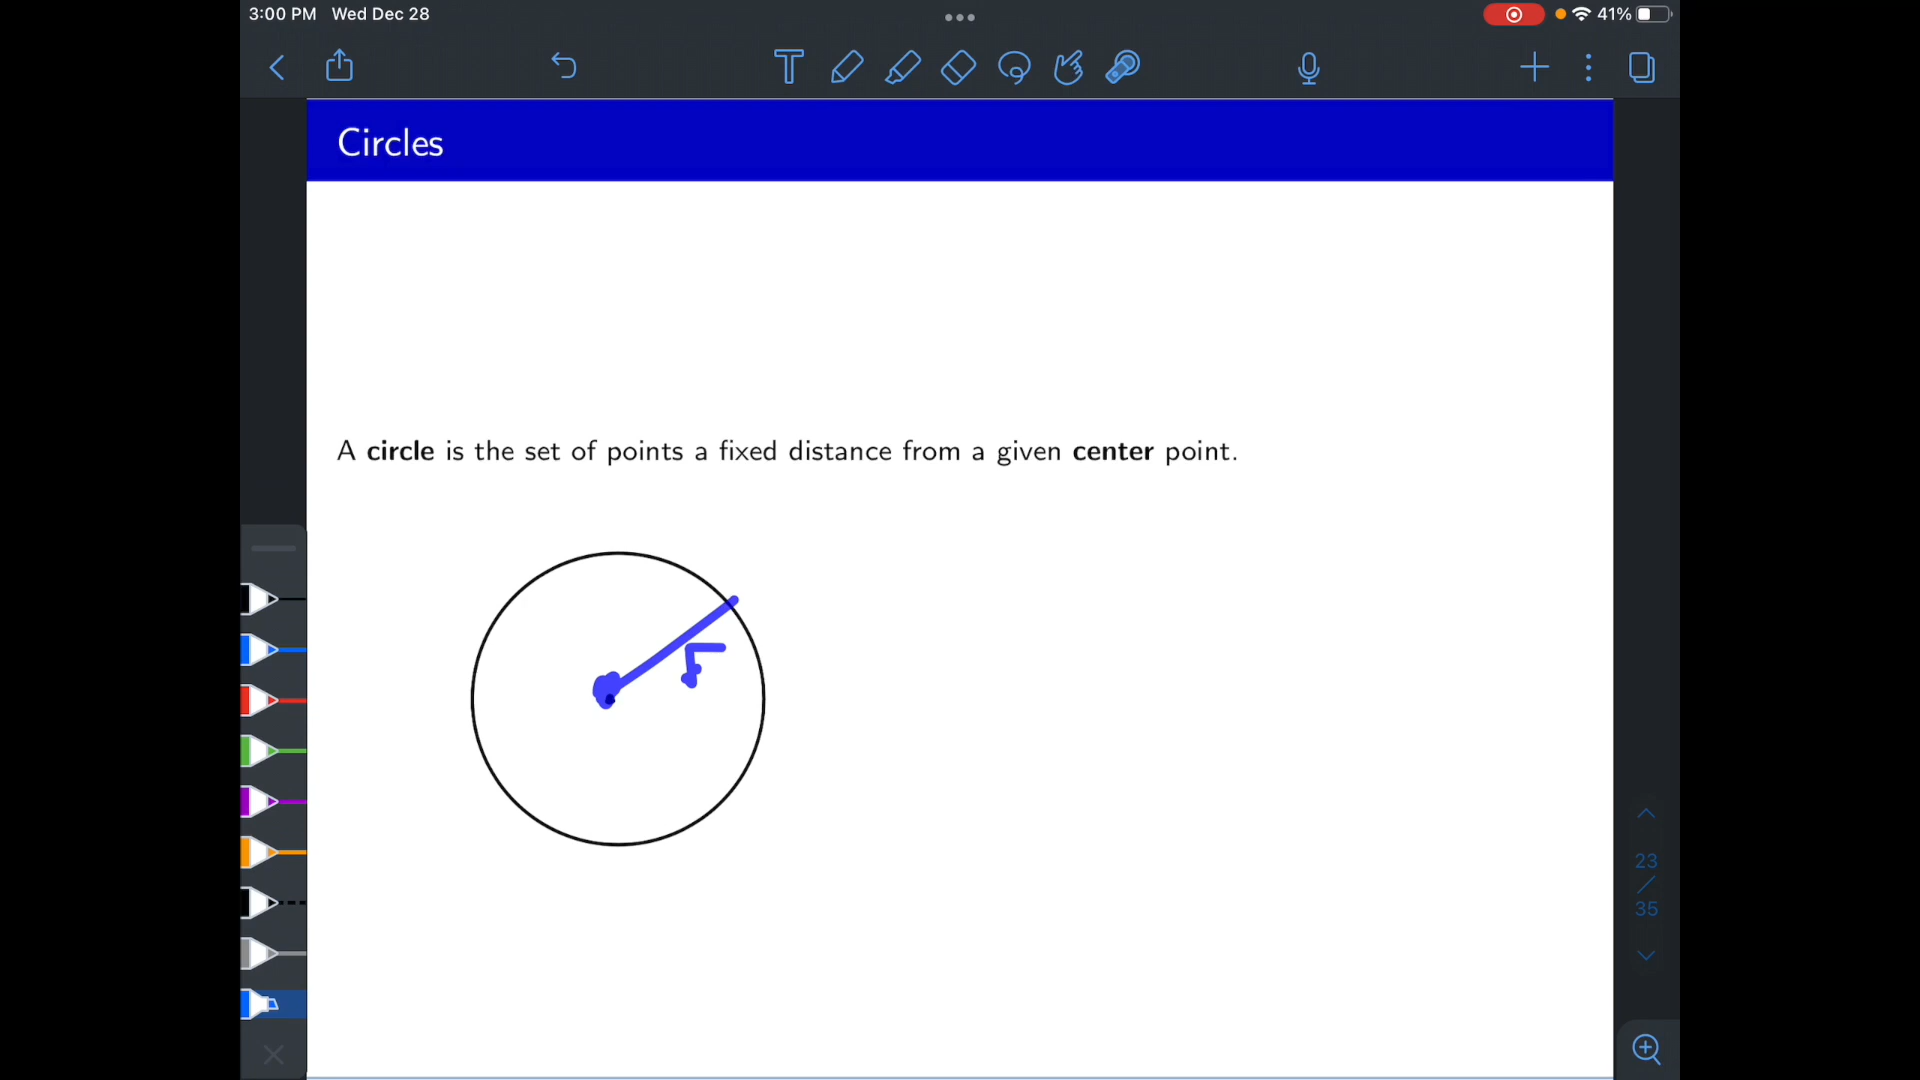 3:00 PM Wed Dec 28
41%
T
Circles
A circle is the set of points a fixed distance from a given center point.
r
23
/
35